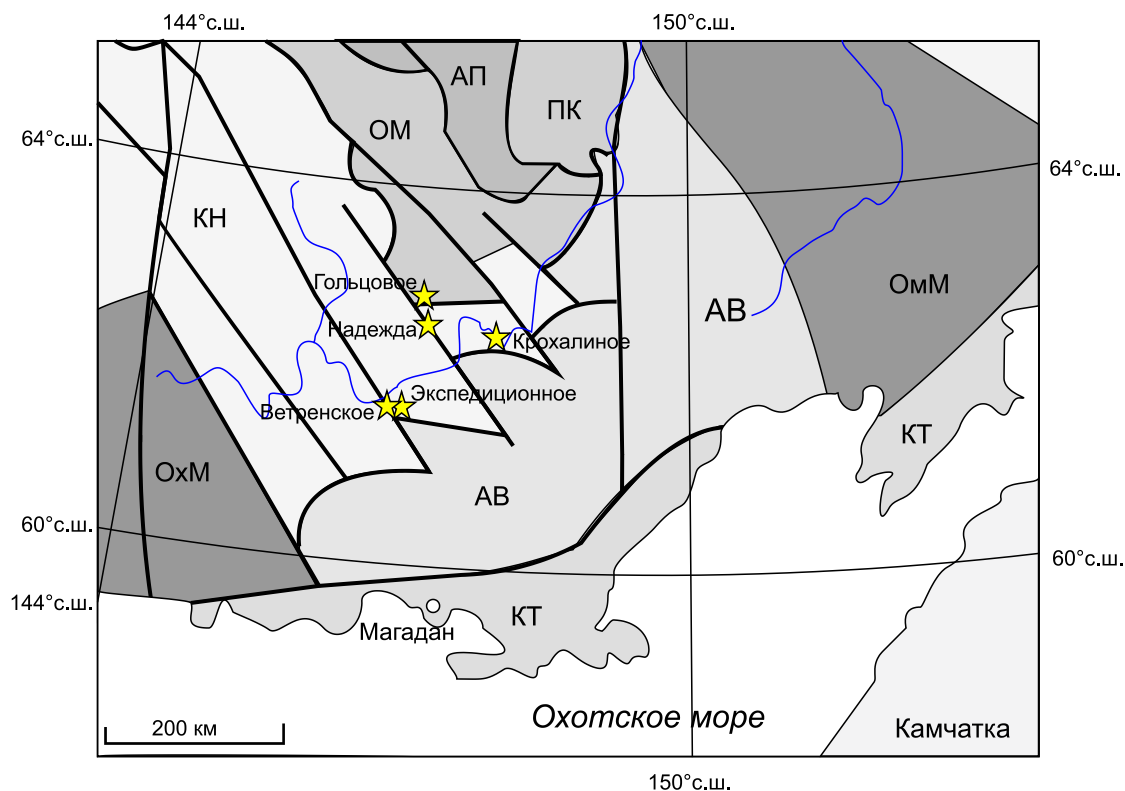 144°с.ш.
150°с.ш.
АП
ПК
ОМ
64°с.ш.
64°с.ш.
КН
Гольцовое
ОмМ
АВ
Надежда
Крохалиное
Экспедиционное
Ветренское
КТ
ОхМ
АВ
60°с.ш.
60°с.ш.
144°с.ш.
КТ
Магадан
Охотское море
200 км
Камчатка
150°с.ш.